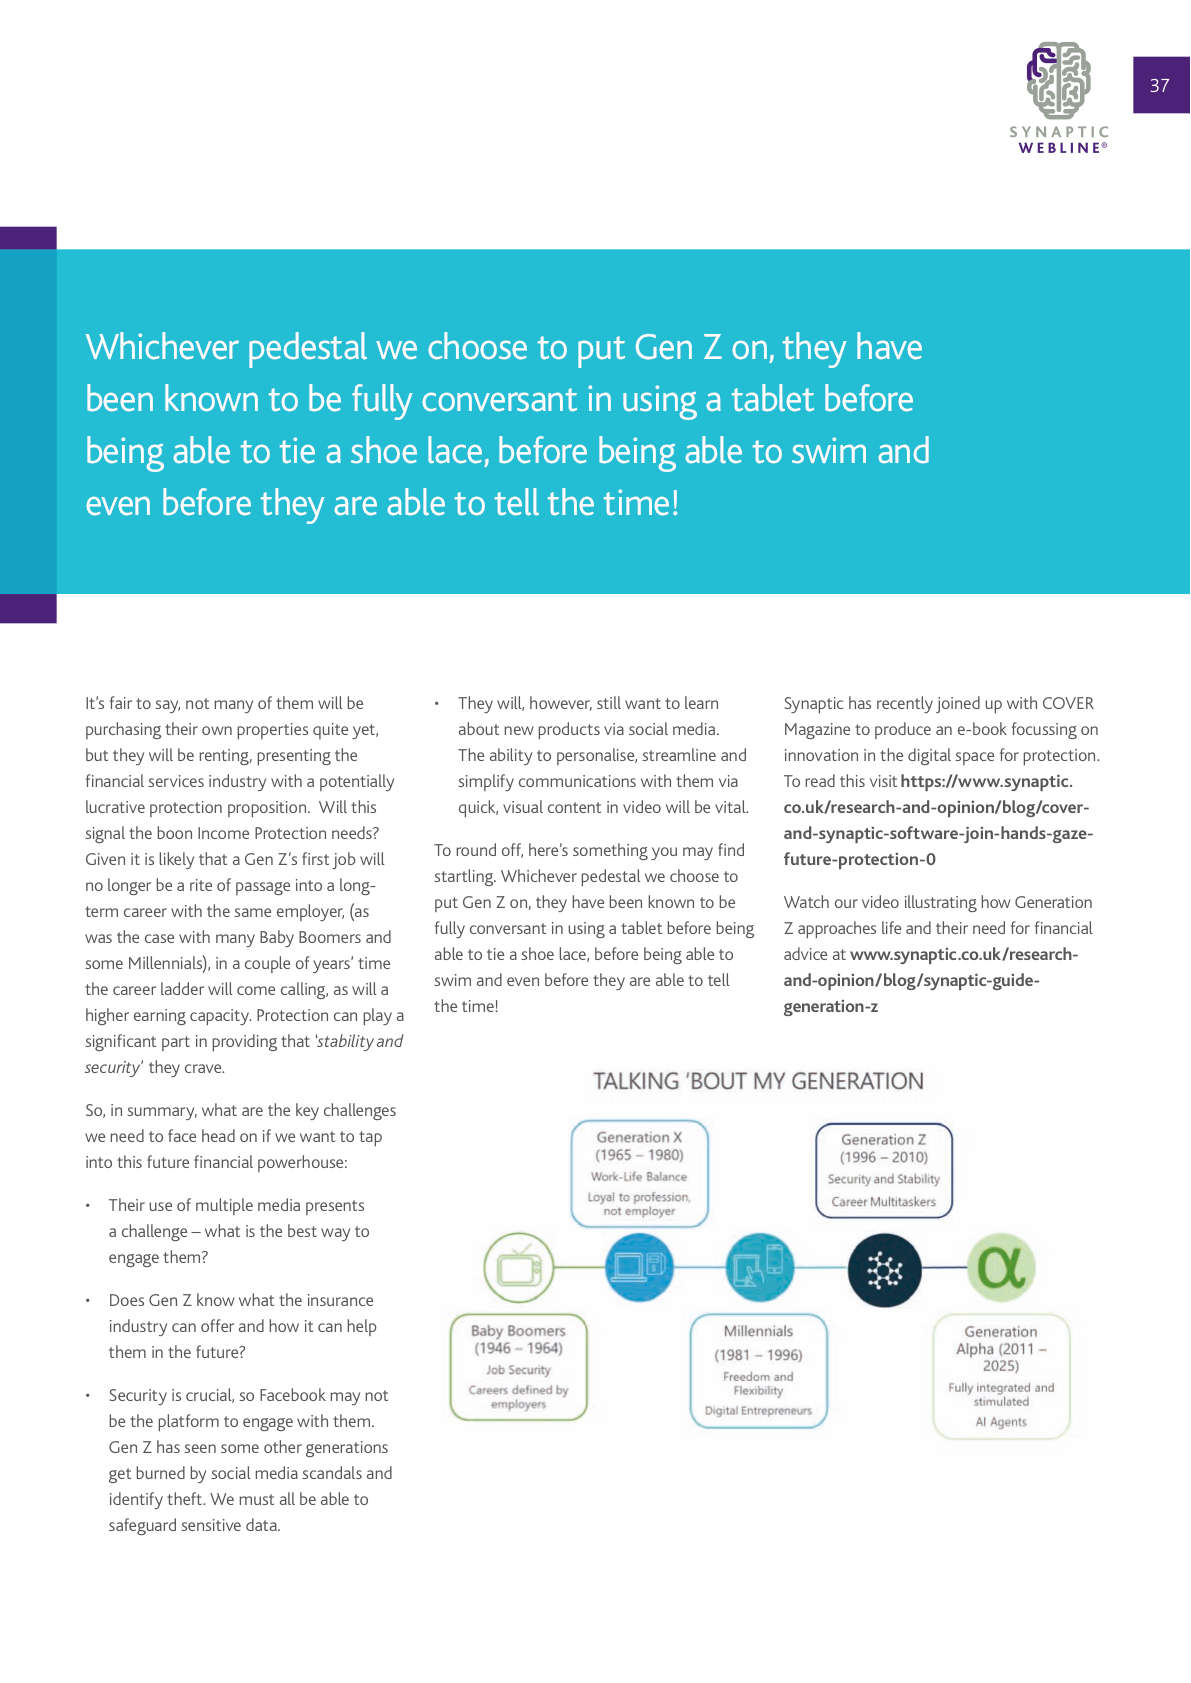 SYNAPTIC
WEBLINE®
37
Whichever pedestal we choose to put Gen Z on, they have
been known to be fully conversant in using a tablet before
being able to tie a shoe lace, before being able to swim and
even before they are able to tell the time!
It's fair to say, not many of them will be
purchasing their own properties quite yet,
but they will be renting, presenting the
financial services industry with a potentially
lucrative protection proposition.  Will this
signal the boon Income Protection needs?
Given it is likely that a Gen Z's first job will
no longer be a rite of passage into a long-
term career with the same employer, (as
was the case with many Baby Boomers and
some Millennials), in a couple of years' time
the career ladder will come calling, as will a
higher earning capacity. Protection can play a
significant part in providing that 'stability and
security' they crave.
So, in summary, what are the key challenges
we need to face head on if we want to tap
into this future financial powerhouse:
• Their use of multiple media presents
a challenge – what is the best way to
engage them?
• Does Gen Z know what the insurance
industry can offer and how it can help
them in the future?
• Security is crucial, so Facebook may not
be the platform to engage with them.
Gen Z has seen some other generations
get burned by social media scandals and
identify theft. We must all be able to
safeguard sensitive data.
• They will, however, still want to learn
about new products via social media.
The ability to personalise, streamline and
simplify communications with them via
quick, visual content in video will be vital.
To round off, here's something you may find
startling. Whichever pedestal we choose to
put Gen Z on, they have been known to be
fully conversant in using a tablet before being
able to tie a shoe lace, before being able to
swim and even before they are able to tell
the time!
Synaptic has recently joined up with COVER
Magazine to produce an e-book focussing on
innovation in the digital space for protection.
To read this visit https://www.synaptic.
co.uk/research-and-opinion/blog/cover-
and-synaptic-software-join-hands-gaze-
future-protection-0
Watch our video illustrating how Generation
Z approaches life and their need for financial
advice at www.synaptic.co.uk/research-
and-opinion/blog/synaptic-guide-
generation-z
TALKING 'BOUT MY GENERATION
Generation X
(1965 – 1980)
Work-Life Balance
Loyal to profession,
not employer
Generation Z
(1996 – 2010)
Security and Stability
Career Multitaskers
α
Baby Boomers
(1946 – 1964)
Job Security
Careers defined by
employers
Millennials
(1981 – 1996)
Freedom and
Flexibility
Digital Entrepreneurs
Generation
Alpha (2011 –
2025)
Fully integrated and
stimulated
AI Agents